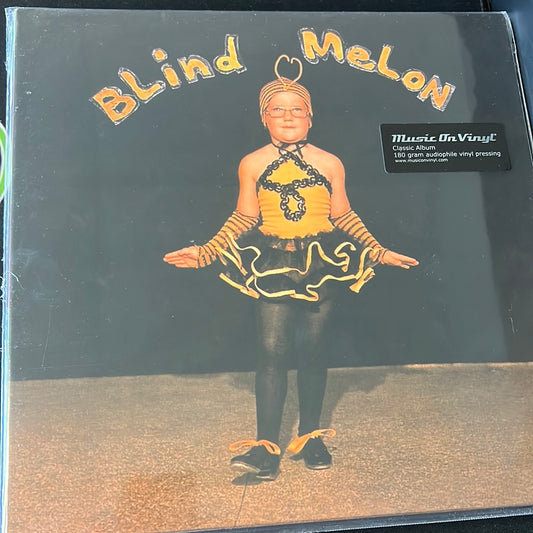 BLind MeLoN
Music On Vinyl
Classic Album
180 gram audiophile vinyl pressing
www.musiconvinyl.com